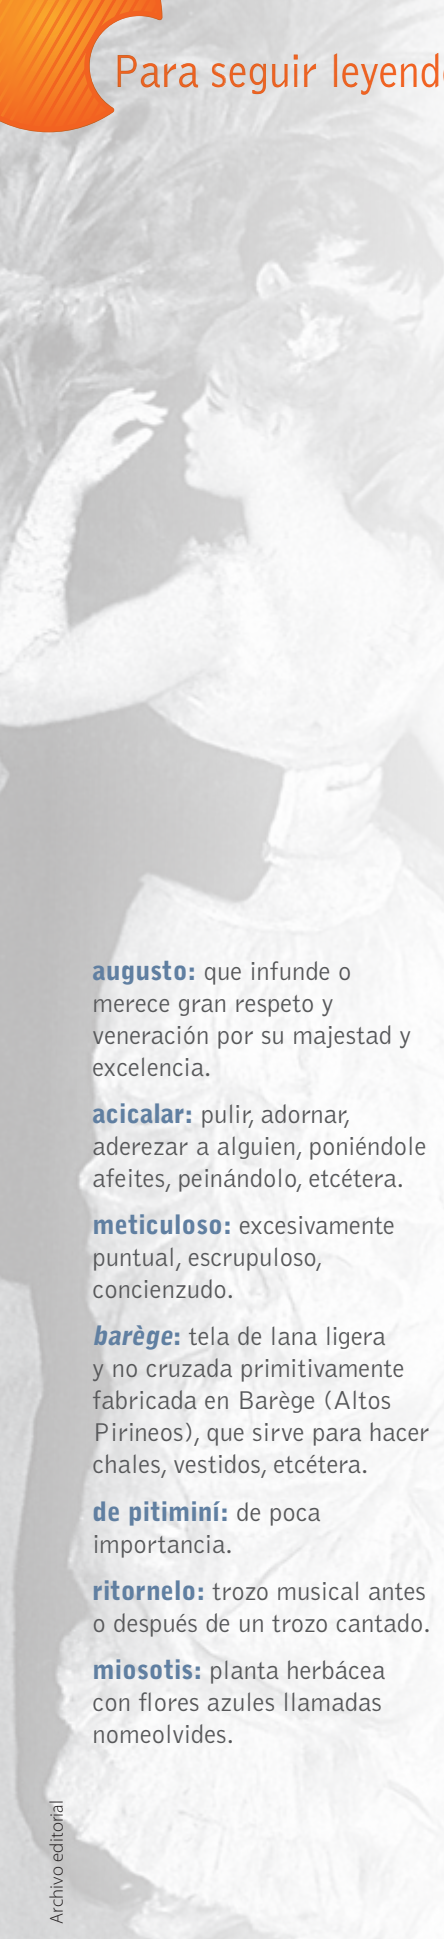 Para seguir leyend
augusto: que infunde o
merece gran respeto y
veneración por su majestad y
excelencia.
acicalar: pulir, adornar,
aderezar a alguien, poniéndole
afeites, peinándolo, etcétera.
meticuloso: excesivamente
puntual, escrupuloso,
concienzudo.
barège: tela de lana ligera
y no cruzada primitivamente
fabricada en Barège (Altos
Pirineos), que sirve para hacer
chales, vestidos, etcétera.
de pitiminí: de poca
importancia.
ritornelo: trozo musical antes
o después de un trozo cantado.
miosotis: planta herbácea
con flores azules llamadas
nomeolvides.
Archivo editorial